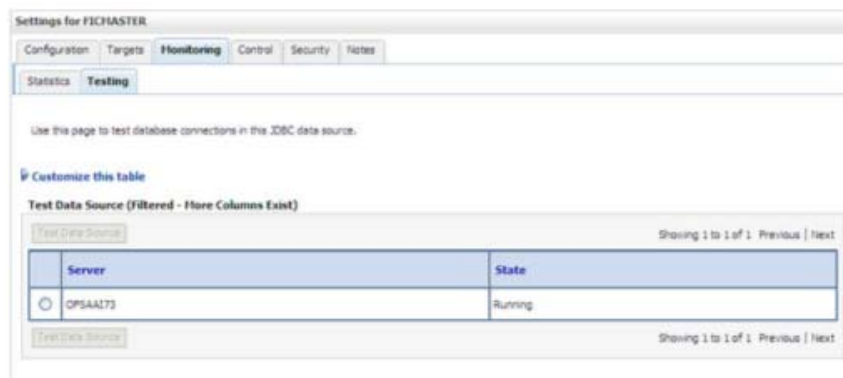 Settings for FICMASTER
Configuration Targets Monitoring Control Security Notes
Statistics Testing
Use this page to test database connections in this JDBC data source.
Customize this table
Test Data Source (Filtered - More Columns Exist)
Test Data Source Showing 1 to 1 of 1 Previous | Next
Server State
OFSAAI73 Running
Test Data Source Showing 1 to 1 of 1 Previous | Next